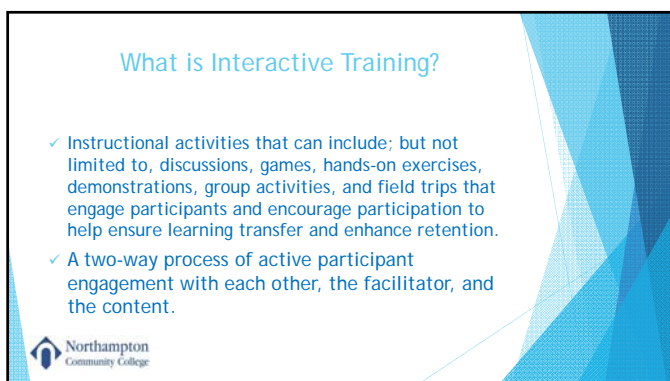 What is Interactive Training?
✓ Instructional activities that can include; but not
limited to, discussions, games, hands-on exercises,
demonstrations, group activities, and field trips that
engage participants and encourage participation to
help ensure learning transfer and enhance retention.
✓ A two-way process of active participant
engagement with each other, the facilitator, and
the content.
Northampton
Community College